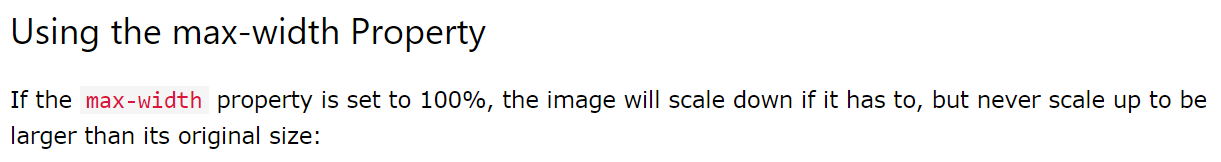 Using the max-width Property
If the max-width property is set to 100%, the image will scale down if it has to, but never scale up to be
larger than its original size: